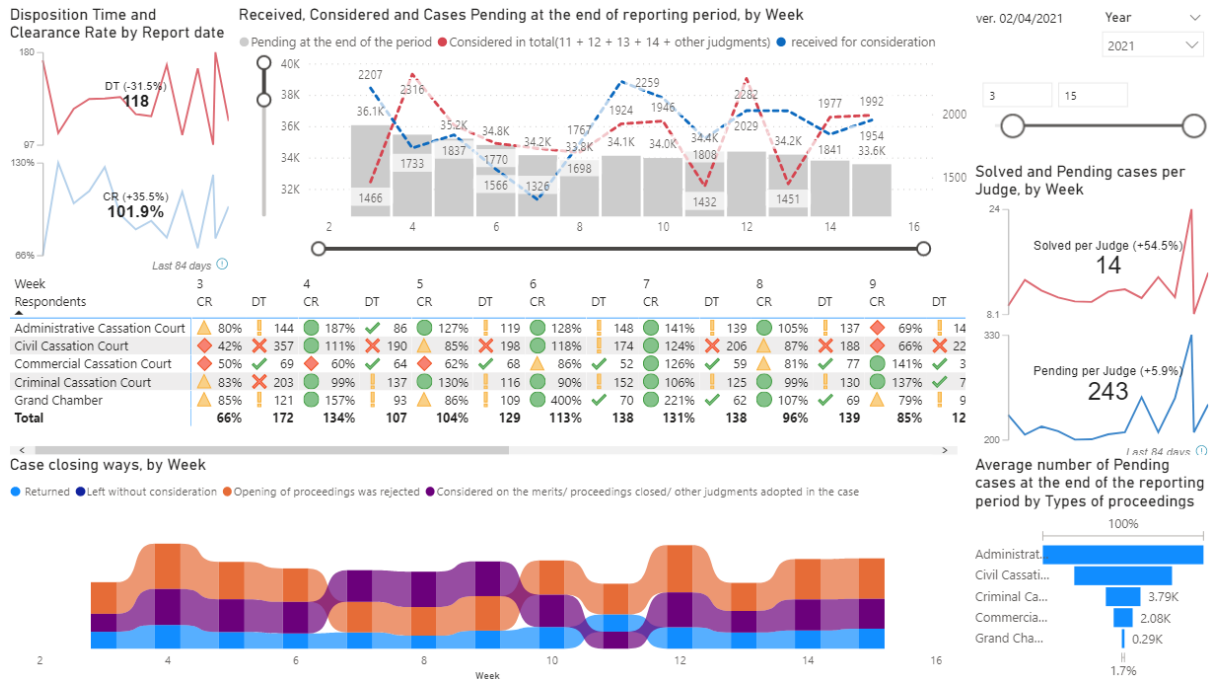 Disposition Time and
Clearance Rate by Report date
180
DT (-31.5%)
118
97
130%
CR (+35.5%)
101.9%
66%
Last 84 days
Received, Considered and Cases Pending at the end of reporting period, by Week
Pending at the end of the period Considered in total(11 + 12 + 13 + 14 + other judgments) received for consideration
40K
38K
36K
34K
32K
2000
1500
2207 2316 2259 2282
36.1K 35.2K 34.8K 34.2K 1767 33.8K 1924 1946 34.4K 2029 34.2K 1977 1992
1733 1837 1770 34.1K 34.0K 1808 1841 1954
33.6K
1466 1566 1326 1698 1432 1451
2 4 6 8 10 12 14 16
ver. 02/04/2021
Year
2021
3 15
Solved and Pending cases per
Judge, by Week
24
Solved per Judge (+54.5%)
14
8.1
330
Pending per Judge (+5.9%)
243
200
Last 84 days
Week 3 4 5 6 7 8 9
Respondents CR DT CR DT CR DT CR DT CR DT CR DT CR DT
Administrative Cassation Court 80% 144 187% 86 127% 119 128% 148 141% 139 105% 137 69% 14
Civil Cassation Court 42% 357 111% 190 85% 198 118% 174 124% 206 87% 188 66% 22
Commercial Cassation Court 50% 69 60% 64 62% 68 86% 52 126% 59 81% 77 141% 3
Criminal Cassation Court 83% 203 99% 137 130% 116 90% 152 106% 125 99% 130 137% 7
Grand Chamber 85% 121 157% 93 86% 109 400% 70 221% 62 107% 69 79% 9
Total 66% 172 134% 107 104% 129 113% 138 131% 138 96% 139 85% 12
Case closing ways, by Week
Returned Left without consideration Opening of proceedings was rejected Considered on the merits/ proceedings closed/ other judgments adopted in the case
2 4 6 8 10 12 14 16
Week
Average number of Pending
cases at the end of the reporting
period by Types of proceedings
100%
Administrat...
Civil Cassati...
Criminal Ca... 3.79K
Commercia... 2.08K
Grand Cha... 0.29K
1.7%